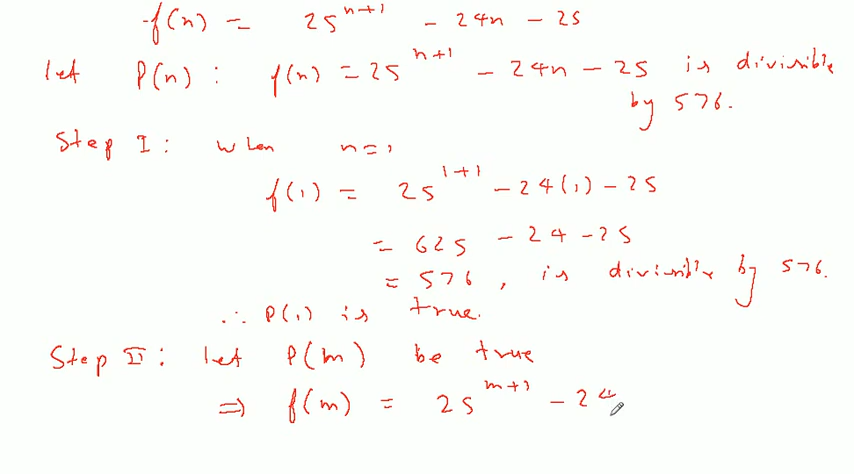 f(n) = 25^{n+1} - 24n - 25
let P(n) : f(n) = 25^{n+1} - 24n - 25 is divisible
by 576.
Step I : when n=1
f(1) = 25^{1+1} - 24(1) - 25
= 625 - 24 - 25
= 576, is divisible by 576.
∴ P(1) is true.
Step II : let P(m) be true
⇒ f(m) = 25^{m+1} - 24